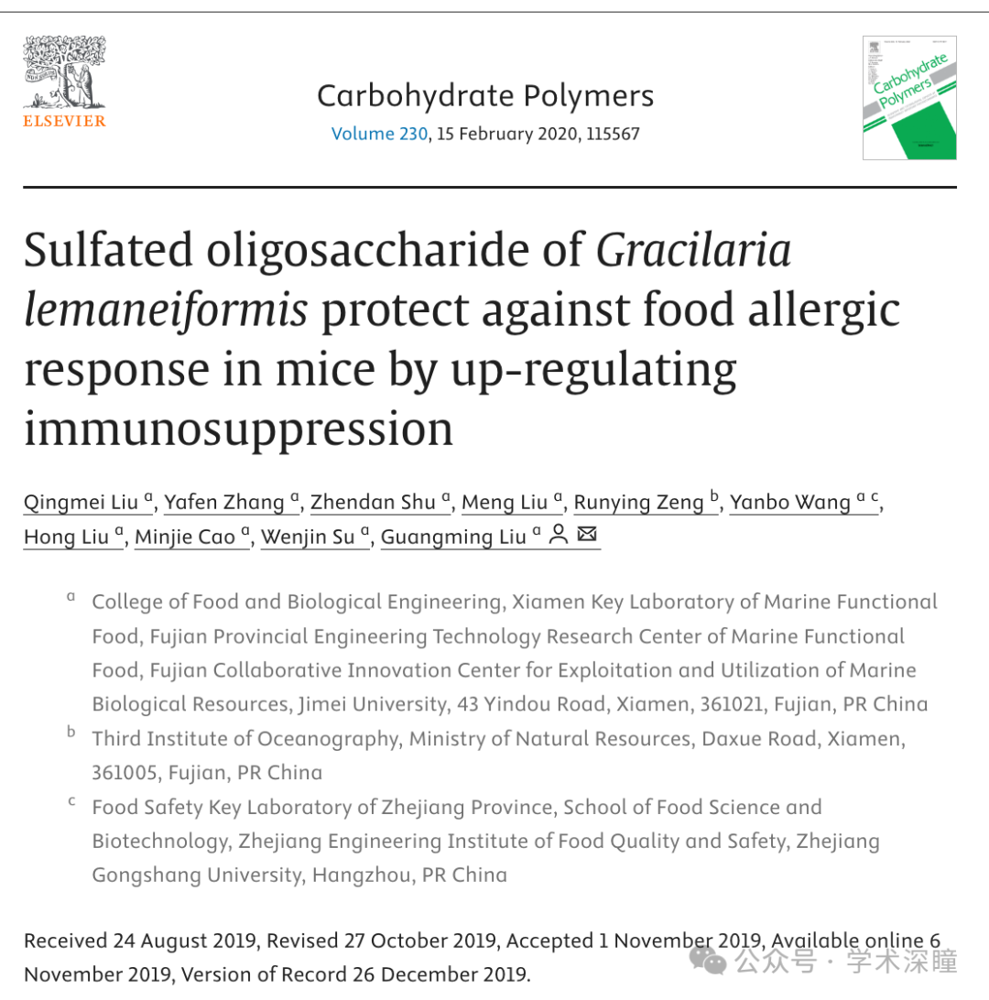 ELSEVIER
Carbohydrate Polymers
Volume 230, 15 February 2020, 115567
Carbohydrate
Polymers
Sulfated oligosaccharide of Gracilaria
lemaneiformis protect against food allergic
response in mice by up-regulating
immunosuppression
Qingmei Liu a, Yafen Zhang a, Zhendan Shu a, Meng Liu a, Runying Zeng b, Yanbo Wang a c,
Hong Liu a, Minjie Cao a, Wenjin Su a, Guangming Liu a
a College of Food and Biological Engineering, Xiamen Key Laboratory of Marine Functional
Food, Fujian Provincial Engineering Technology Research Center of Marine Functional
Food, Fujian Collaborative Innovation Center for Exploitation and Utilization of Marine
Biological Resources, Jimei University, 43 Yindou Road, Xiamen, 361021, Fujian, PR China
b Third Institute of Oceanography, Ministry of Natural Resources, Daxue Road, Xiamen,
361005, Fujian, PR China
c Food Safety Key Laboratory of Zhejiang Province, School of Food Science and
Biotechnology, Zhejiang Engineering Institute of Food Quality and Safety, Zhejiang
Gongshang University, Hangzhou, PR China
Received 24 August 2019, Revised 27 October 2019, Accepted 1 November 2019, Available online 6
November 2019, Version of Record 26 December 2019.
公众号 · 学术深瞳